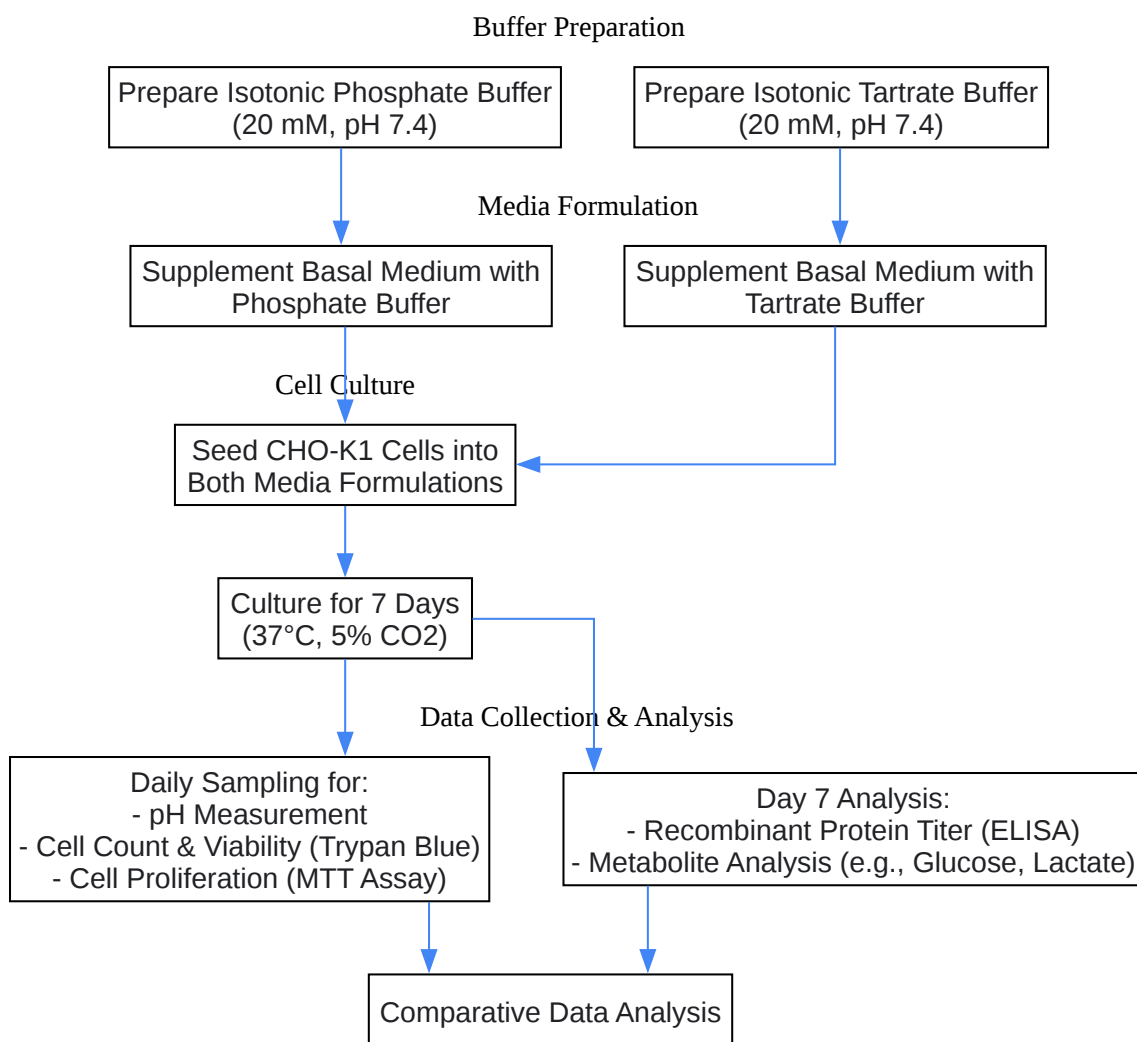 Buffer Preparation
Prepare Isotonic Phosphate Buffer
(20 mM, pH 7.4)
Prepare Isotonic Tartrate Buffer
(20 mM, pH 7.4)
Media Formulation
Supplement Basal Medium with
Phosphate Buffer
Supplement Basal Medium with
Tartrate Buffer
Cell Culture
Seed CHO-K1 Cells into
Both Media Formulations
Culture for 7 Days
(37°C, 5% CO2)
Data Collection & Analysis
Daily Sampling for:
- pH Measurement
- Cell Count & Viability (Trypan Blue)
- Cell Proliferation (MTT Assay)
Day 7 Analysis:
- Recombinant Protein Titer (ELISA)
- Metabolite Analysis (e.g., Glucose, Lactate)
Comparative Data Analysis